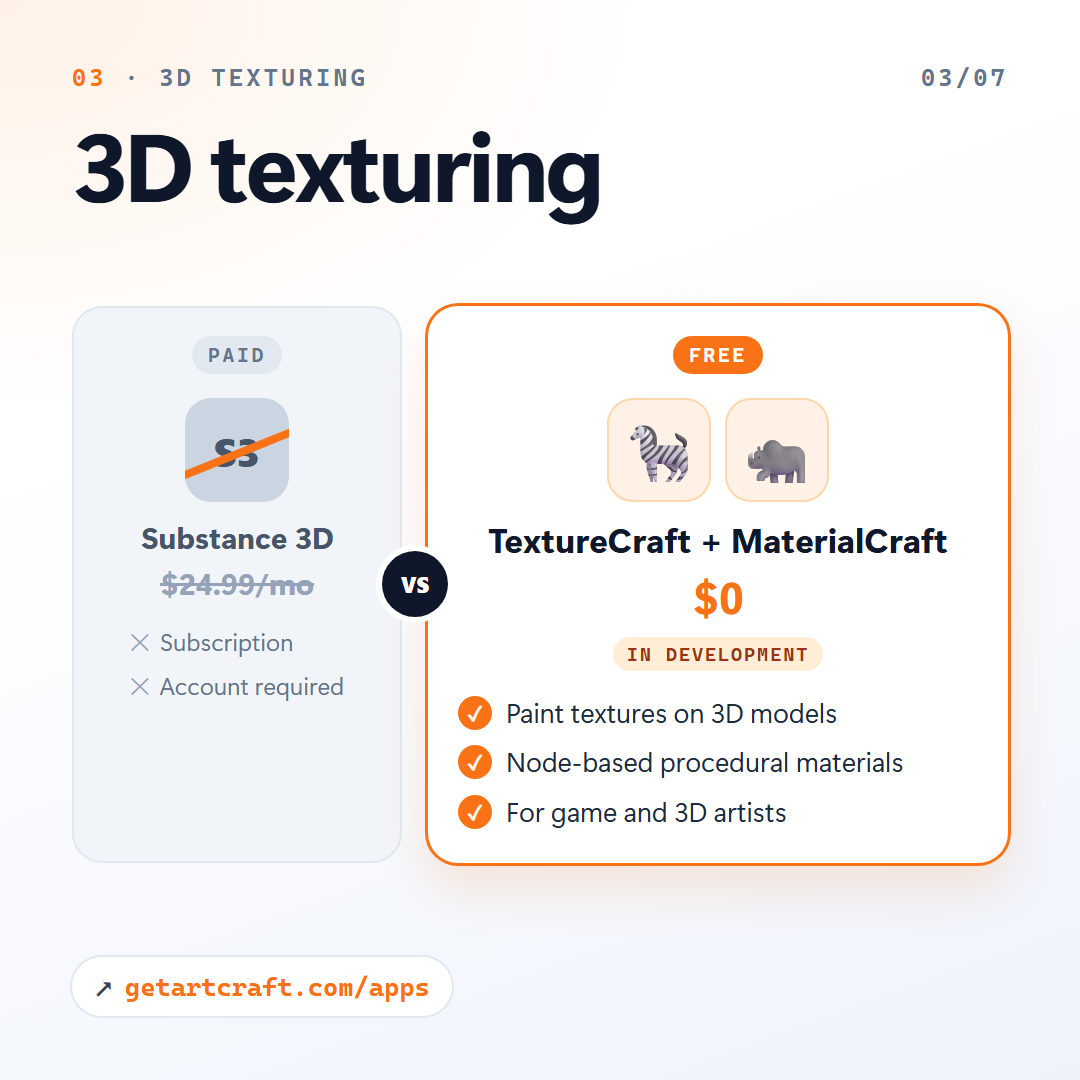 03 · 3D TEXTURING
03/07
3D texturing
PAID
S3
Substance 3D
$24.99/mo
Subscription
Account required
VS
FREE
TextureCraft + MaterialCraft
$0
IN DEVELOPMENT
Paint textures on 3D models
Node-based procedural materials
For game and 3D artists
↗ getartcraft.com/apps